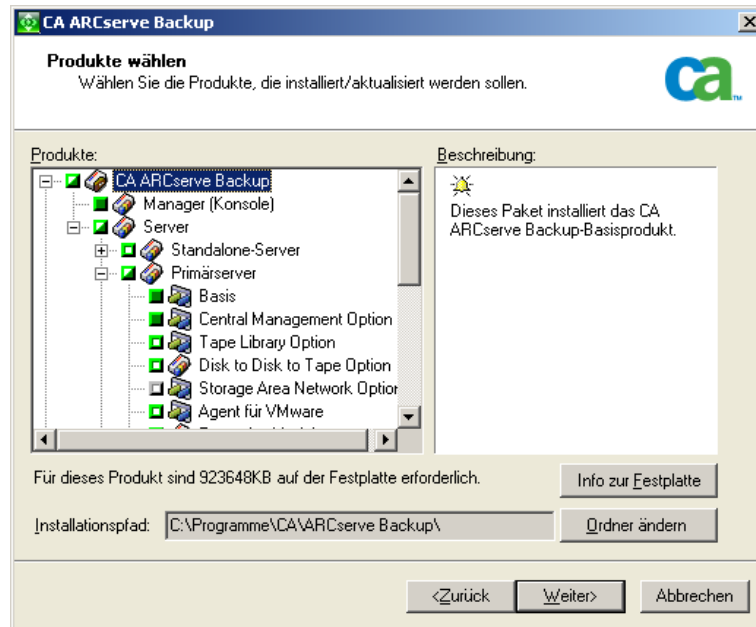 CA ARCserve Backup
Produkte wählen
Wählen Sie die Produkte, die installiert/aktualisiert werden sollen.
ca
TM
Produkte:
CA ARCserve Backup
Manager (Konsole)
Server
Standalone-Server
Primärserver
Basis
Central Management Option
Tape Library Option
Disk to Disk to Tape Option
Storage Area Network Option
Agent für VMware
Beschreibung:
Dieses Paket installiert das CA
ARCserve Backup-Basisprodukt.
Für dieses Produkt sind 923648KB auf der Festplatte erforderlich.
Info zur Festplatte
Installationspfad:
C:\Programme\CA\ARCserve Backup\
Ordner ändern
<Zurück
Weiter>
Abbrechen